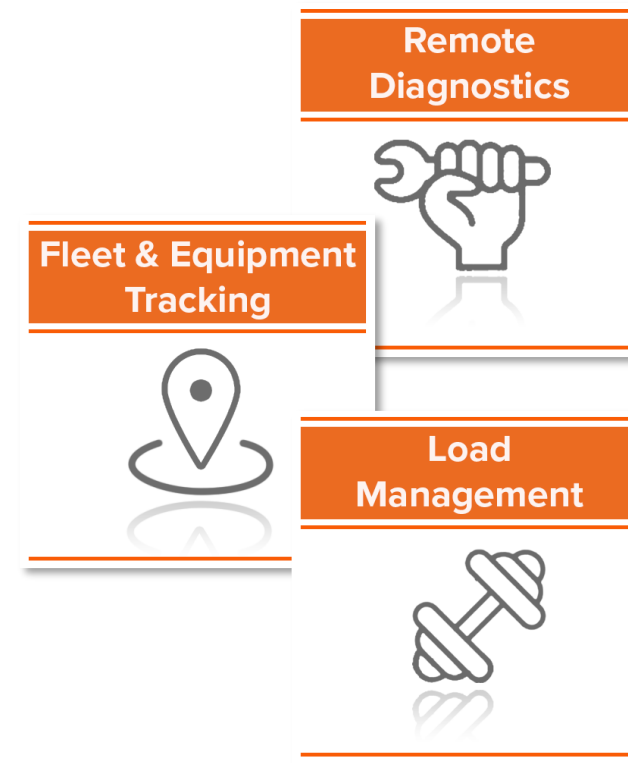 Remote
Diagnostics
Fleet & Equipment
Tracking
Load
Management